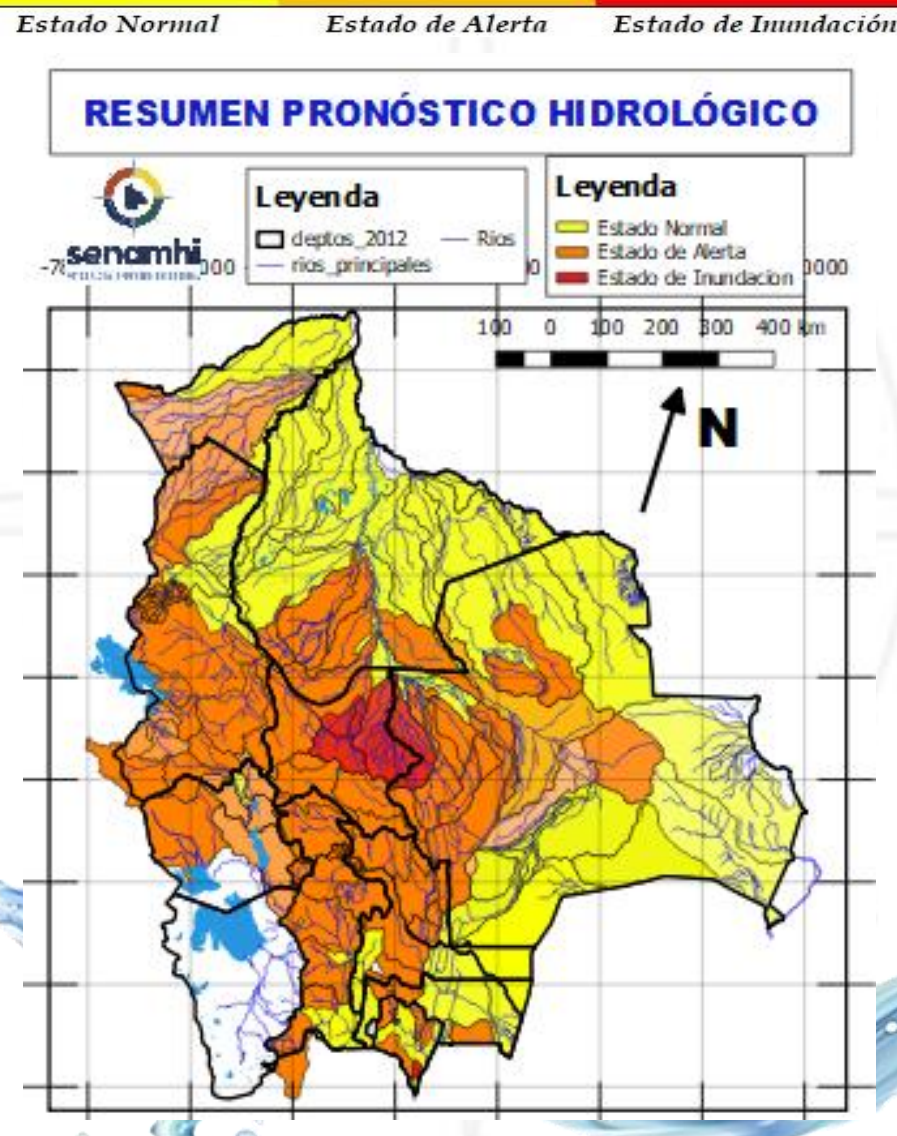 Estado Normal Estado de Alerta Estado de Inundación
RESUMEN PRONÓSTICO HIDROLÓGICO
senamhi
Leyenda
deptos_2012 Rios
rios_principales
Leyenda
Estado Normal
Estado de Alerta
Estado de Inundacion
100 0 100 200 300 400 km
N